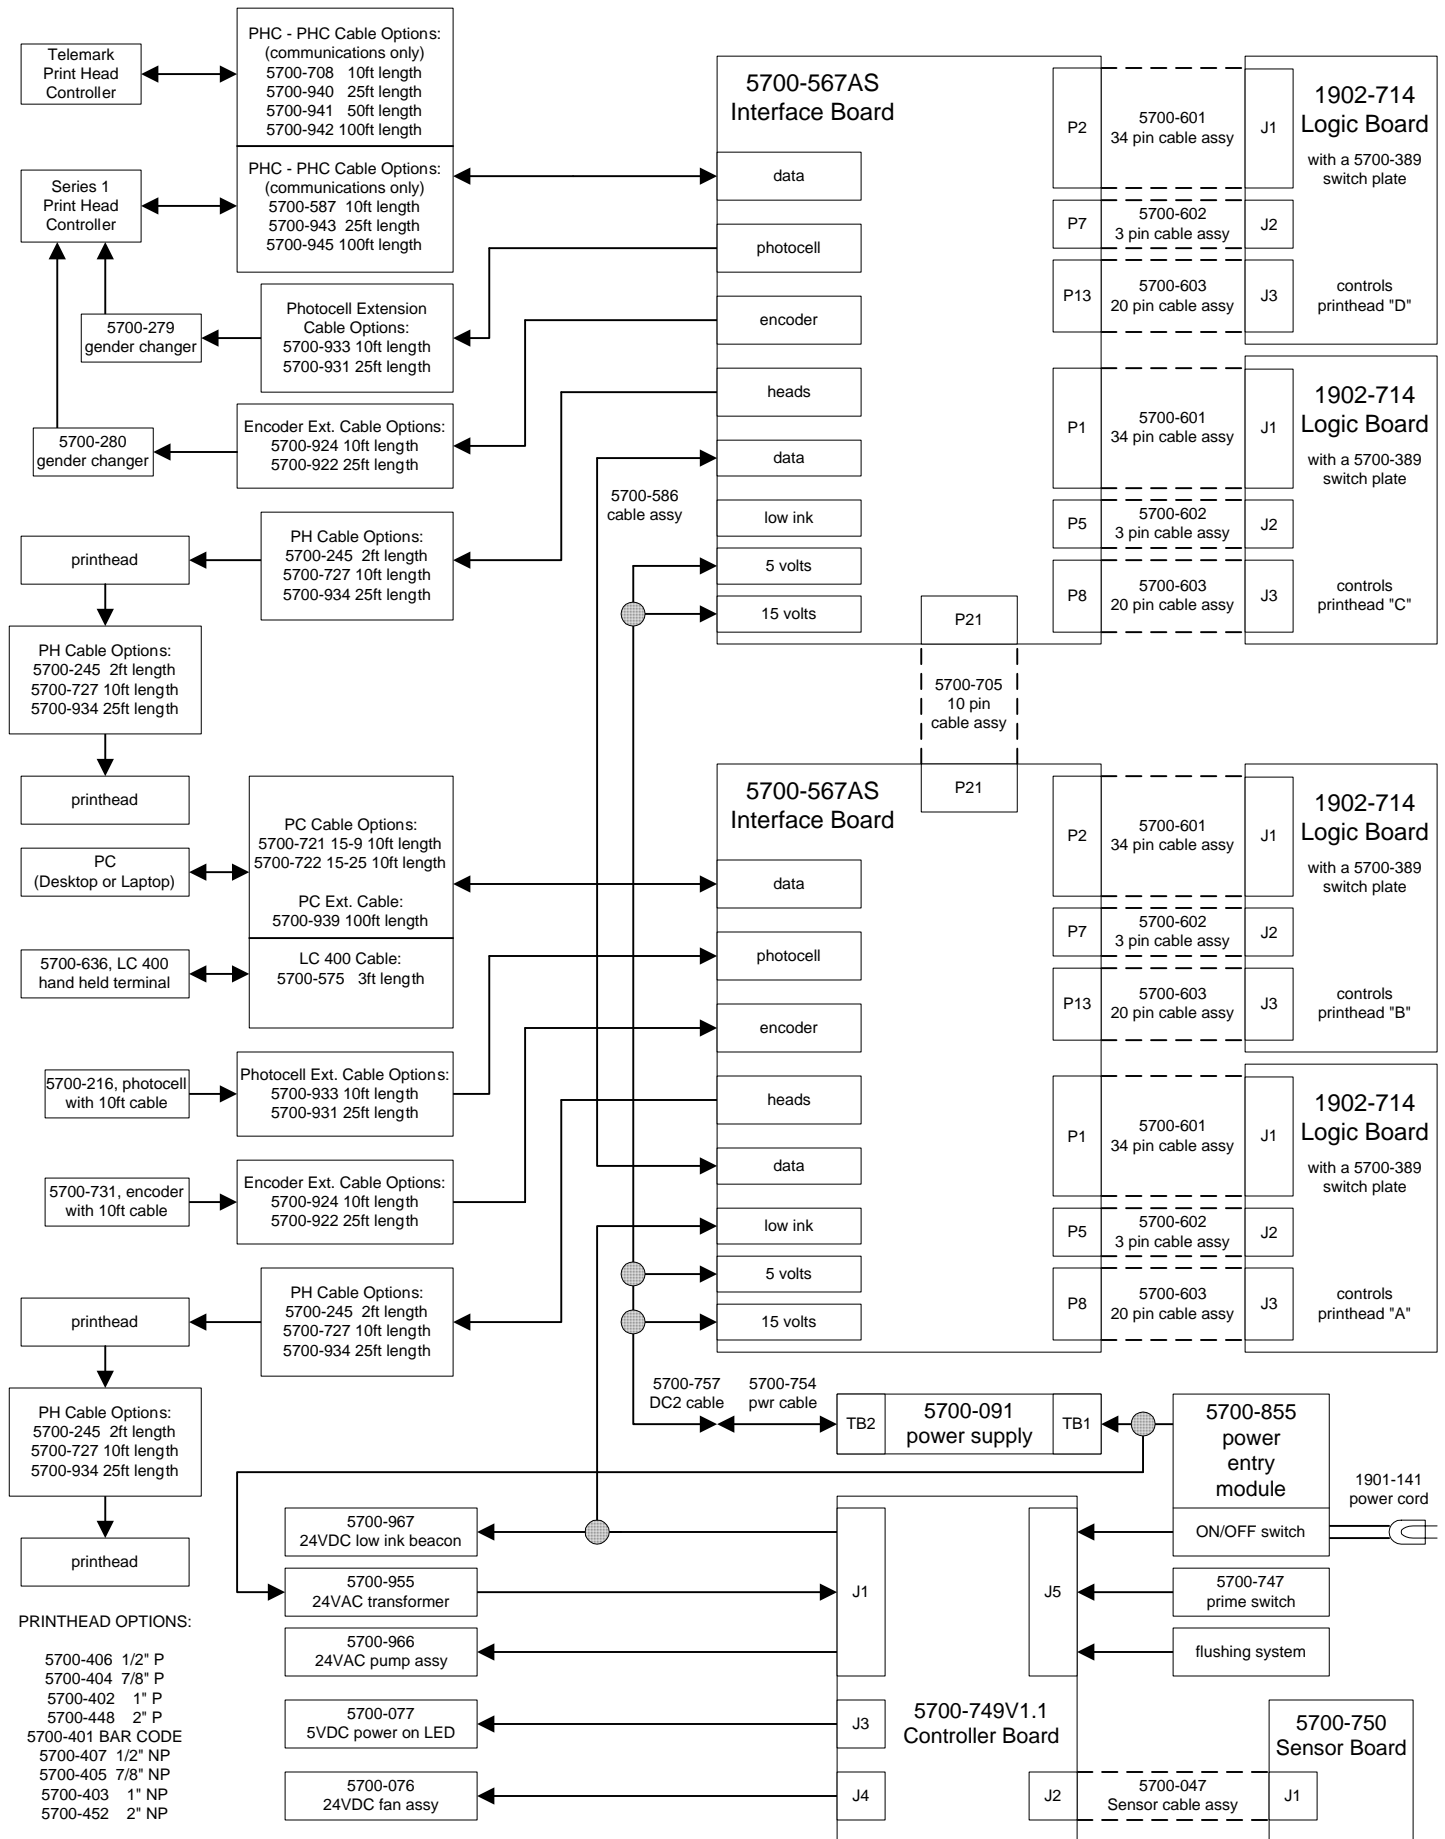 Telemark
Print Head
Controller
PHC - PHC Cable Options:
(communications only)
5700-708 10ft length
5700-940 25ft length
5700-941 50ft length
5700-942 100ft length
Series 1
Print Head
Controller
PHC - PHC Cable Options:
(communications only)
5700-587 10ft length
5700-943 25ft length
5700-945 100ft length
5700-279
gender changer
Photocell Extension
Cable Options:
5700-933 10ft length
5700-931 25ft length
5700-280
gender changer
Encoder Ext. Cable Options:
5700-924 10ft length
5700-922 25ft length
printhead
PH Cable Options:
5700-245 2ft length
5700-727 10ft length
5700-934 25ft length
PH Cable Options:
5700-245 2ft length
5700-727 10ft length
5700-934 25ft length
printhead
5700-586
cable assy
5700-567AS
Interface Board
data
photocell
encoder
heads
data
low ink
5 volts
15 volts
P2
5700-601
34 pin cable assy
J1
P7
5700-602
3 pin cable assy
J2
P13
5700-603
20 pin cable assy
J3
1902-714
Logic Board
with a 5700-389
switch plate
controls
printhead "D"
P1
5700-601
34 pin cable assy
J1
P5
5700-602
3 pin cable assy
J2
P8
5700-603
20 pin cable assy
J3
1902-714
Logic Board
with a 5700-389
switch plate
controls
printhead "C"
P21
5700-705
10 pin
cable assy
P21
PC
(Desktop or Laptop)
PC Cable Options:
5700-721 15-9 10ft length
5700-722 15-25 10ft length
PC Ext. Cable:
5700-939 100ft length
5700-636, LC 400
hand held terminal
LC 400 Cable:
5700-575 3ft length
5700-216, photocell
with 10ft cable
Photocell Ext. Cable Options:
5700-933 10ft length
5700-931 25ft length
5700-731, encoder
with 10ft cable
Encoder Ext. Cable Options:
5700-924 10ft length
5700-922 25ft length
printhead
PH Cable Options:
5700-245 2ft length
5700-727 10ft length
5700-934 25ft length
PH Cable Options:
5700-245 2ft length
5700-727 10ft length
5700-934 25ft length
printhead
5700-567AS
Interface Board
data
photocell
encoder
heads
data
low ink
5 volts
15 volts
P2
5700-601
34 pin cable assy
J1
P7
5700-602
3 pin cable assy
J2
P13
5700-603
20 pin cable assy
J3
1902-714
Logic Board
with a 5700-389
switch plate
controls
printhead "B"
P1
5700-601
34 pin cable assy
J1
P5
5700-602
3 pin cable assy
J2
P8
5700-603
20 pin cable assy
J3
1902-714
Logic Board
with a 5700-389
switch plate
controls
printhead "A"
5700-757
DC2 cable
5700-754
pwr cable
TB2
5700-091
power supply
TB1
5700-855
power
entry
module
ON/OFF switch
1901-141
power cord
5700-967
24VDC low ink beacon
5700-955
24VAC transformer
5700-966
24VAC pump assy
5700-077
5VDC power on LED
5700-076
24VDC fan assy
J1
J5
J3
J4
J2
5700-749V1.1
Controller Board
5700-747
prime switch
flushing system
5700-047
Sensor cable assy
J1
5700-750
Sensor Board
PRINTHEAD OPTIONS:
5700-406 1/2" P
5700-404 7/8" P
5700-402 1" P
5700-448 2" P
5700-401 BAR CODE
5700-407 1/2" NP
5700-405 7/8" NP
5700-403 1" NP
5700-452 2" NP